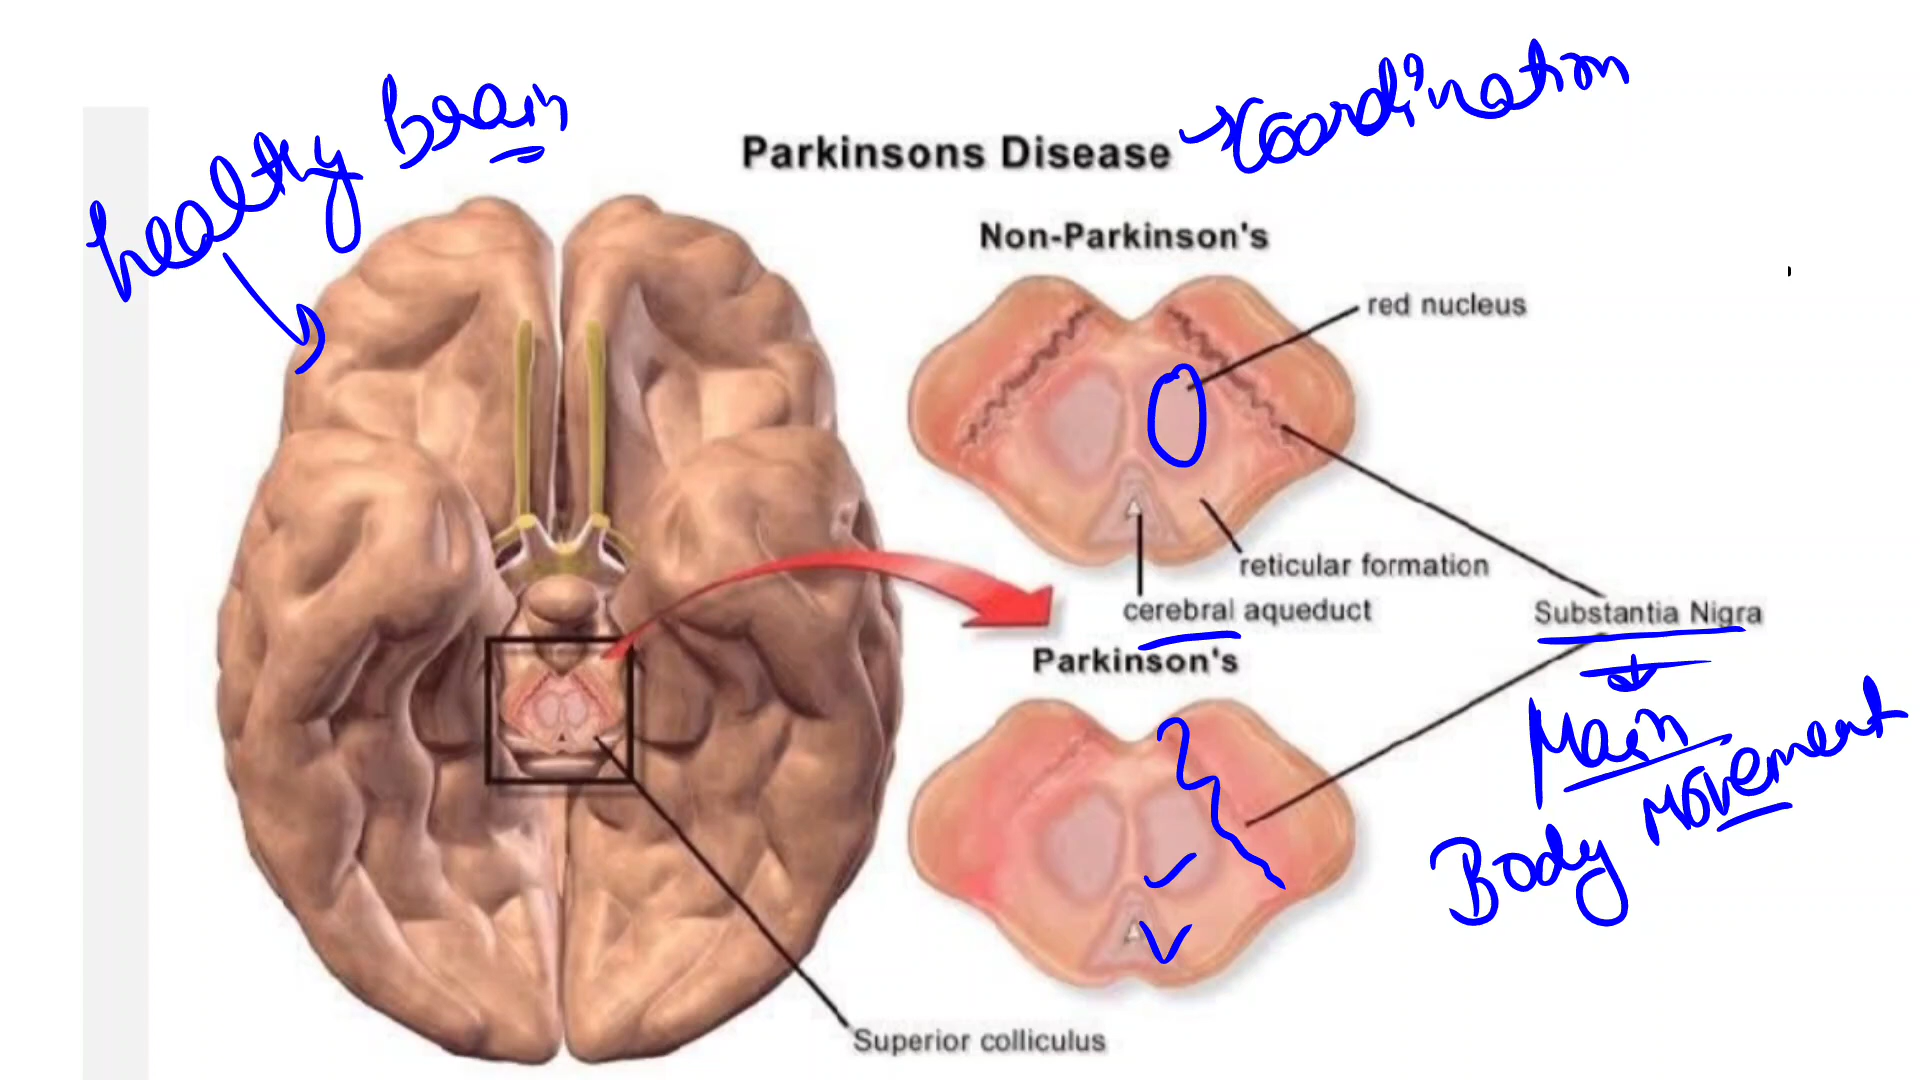 healthy Brain
Parkinsons Disease → Coordination
Non-Parkinson's
red nucleus
reticular formation
cerebral aqueduct
Substantia Nigra
Parkinson's
Main
Body Movement
Superior colliculus